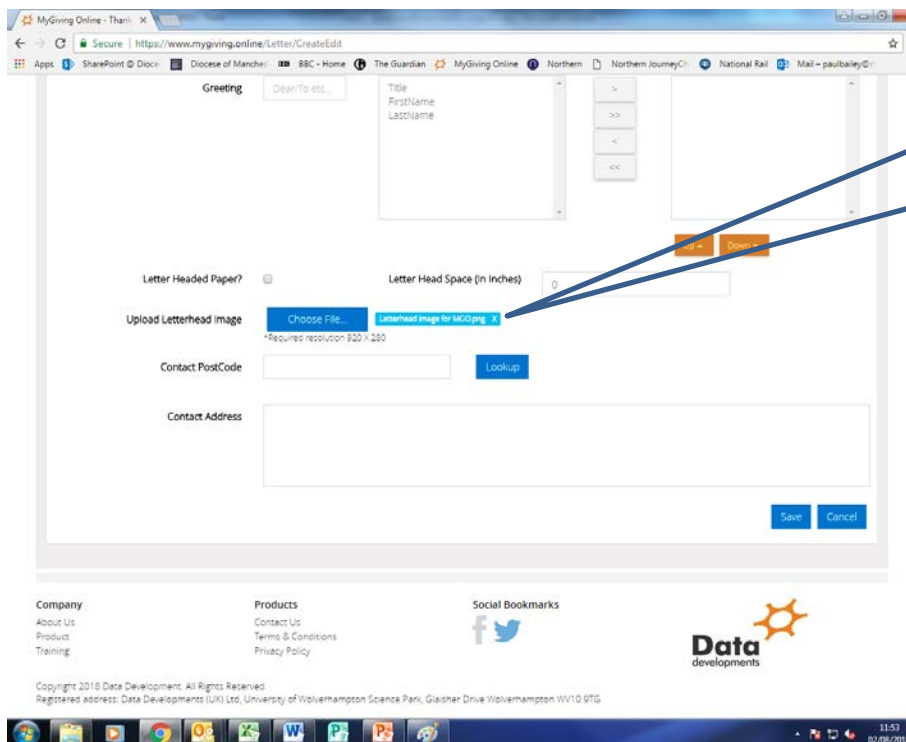 MyGiving Online - Thank
Secure | https://www.mygiving.online/Letter/CreateEdit
Apps SharePoint @ Dioce Diocese of Manches BBC - Home The Guardian MyGiving Online Northern Northern JourneyCh National Rail Mail – paulbailey@
Greeting
Dear/To etc...
Title
FirstName
LastName
>
>>
<
<<
Up Down
Letter Headed Paper?
Letter Head Space (in Inches) 0
Upload Letterhead Image Choose File... Letterhead image for MGO.png X
*Required resolution 920 X 280
Contact PostCode Lookup
Contact Address
Save Cancel
Company Products Social Bookmarks
About Us Contact Us
Product Terms & Conditions
Training Privacy Policy
Data
developments
Copyright 2018 Data Development. All Rights Reserved
Registered address: Data Developments (UK) Ltd, University of Wolverhampton Science Park, Glaisher Drive Wolverhampton WV10 9TG
11:53
02/08/201